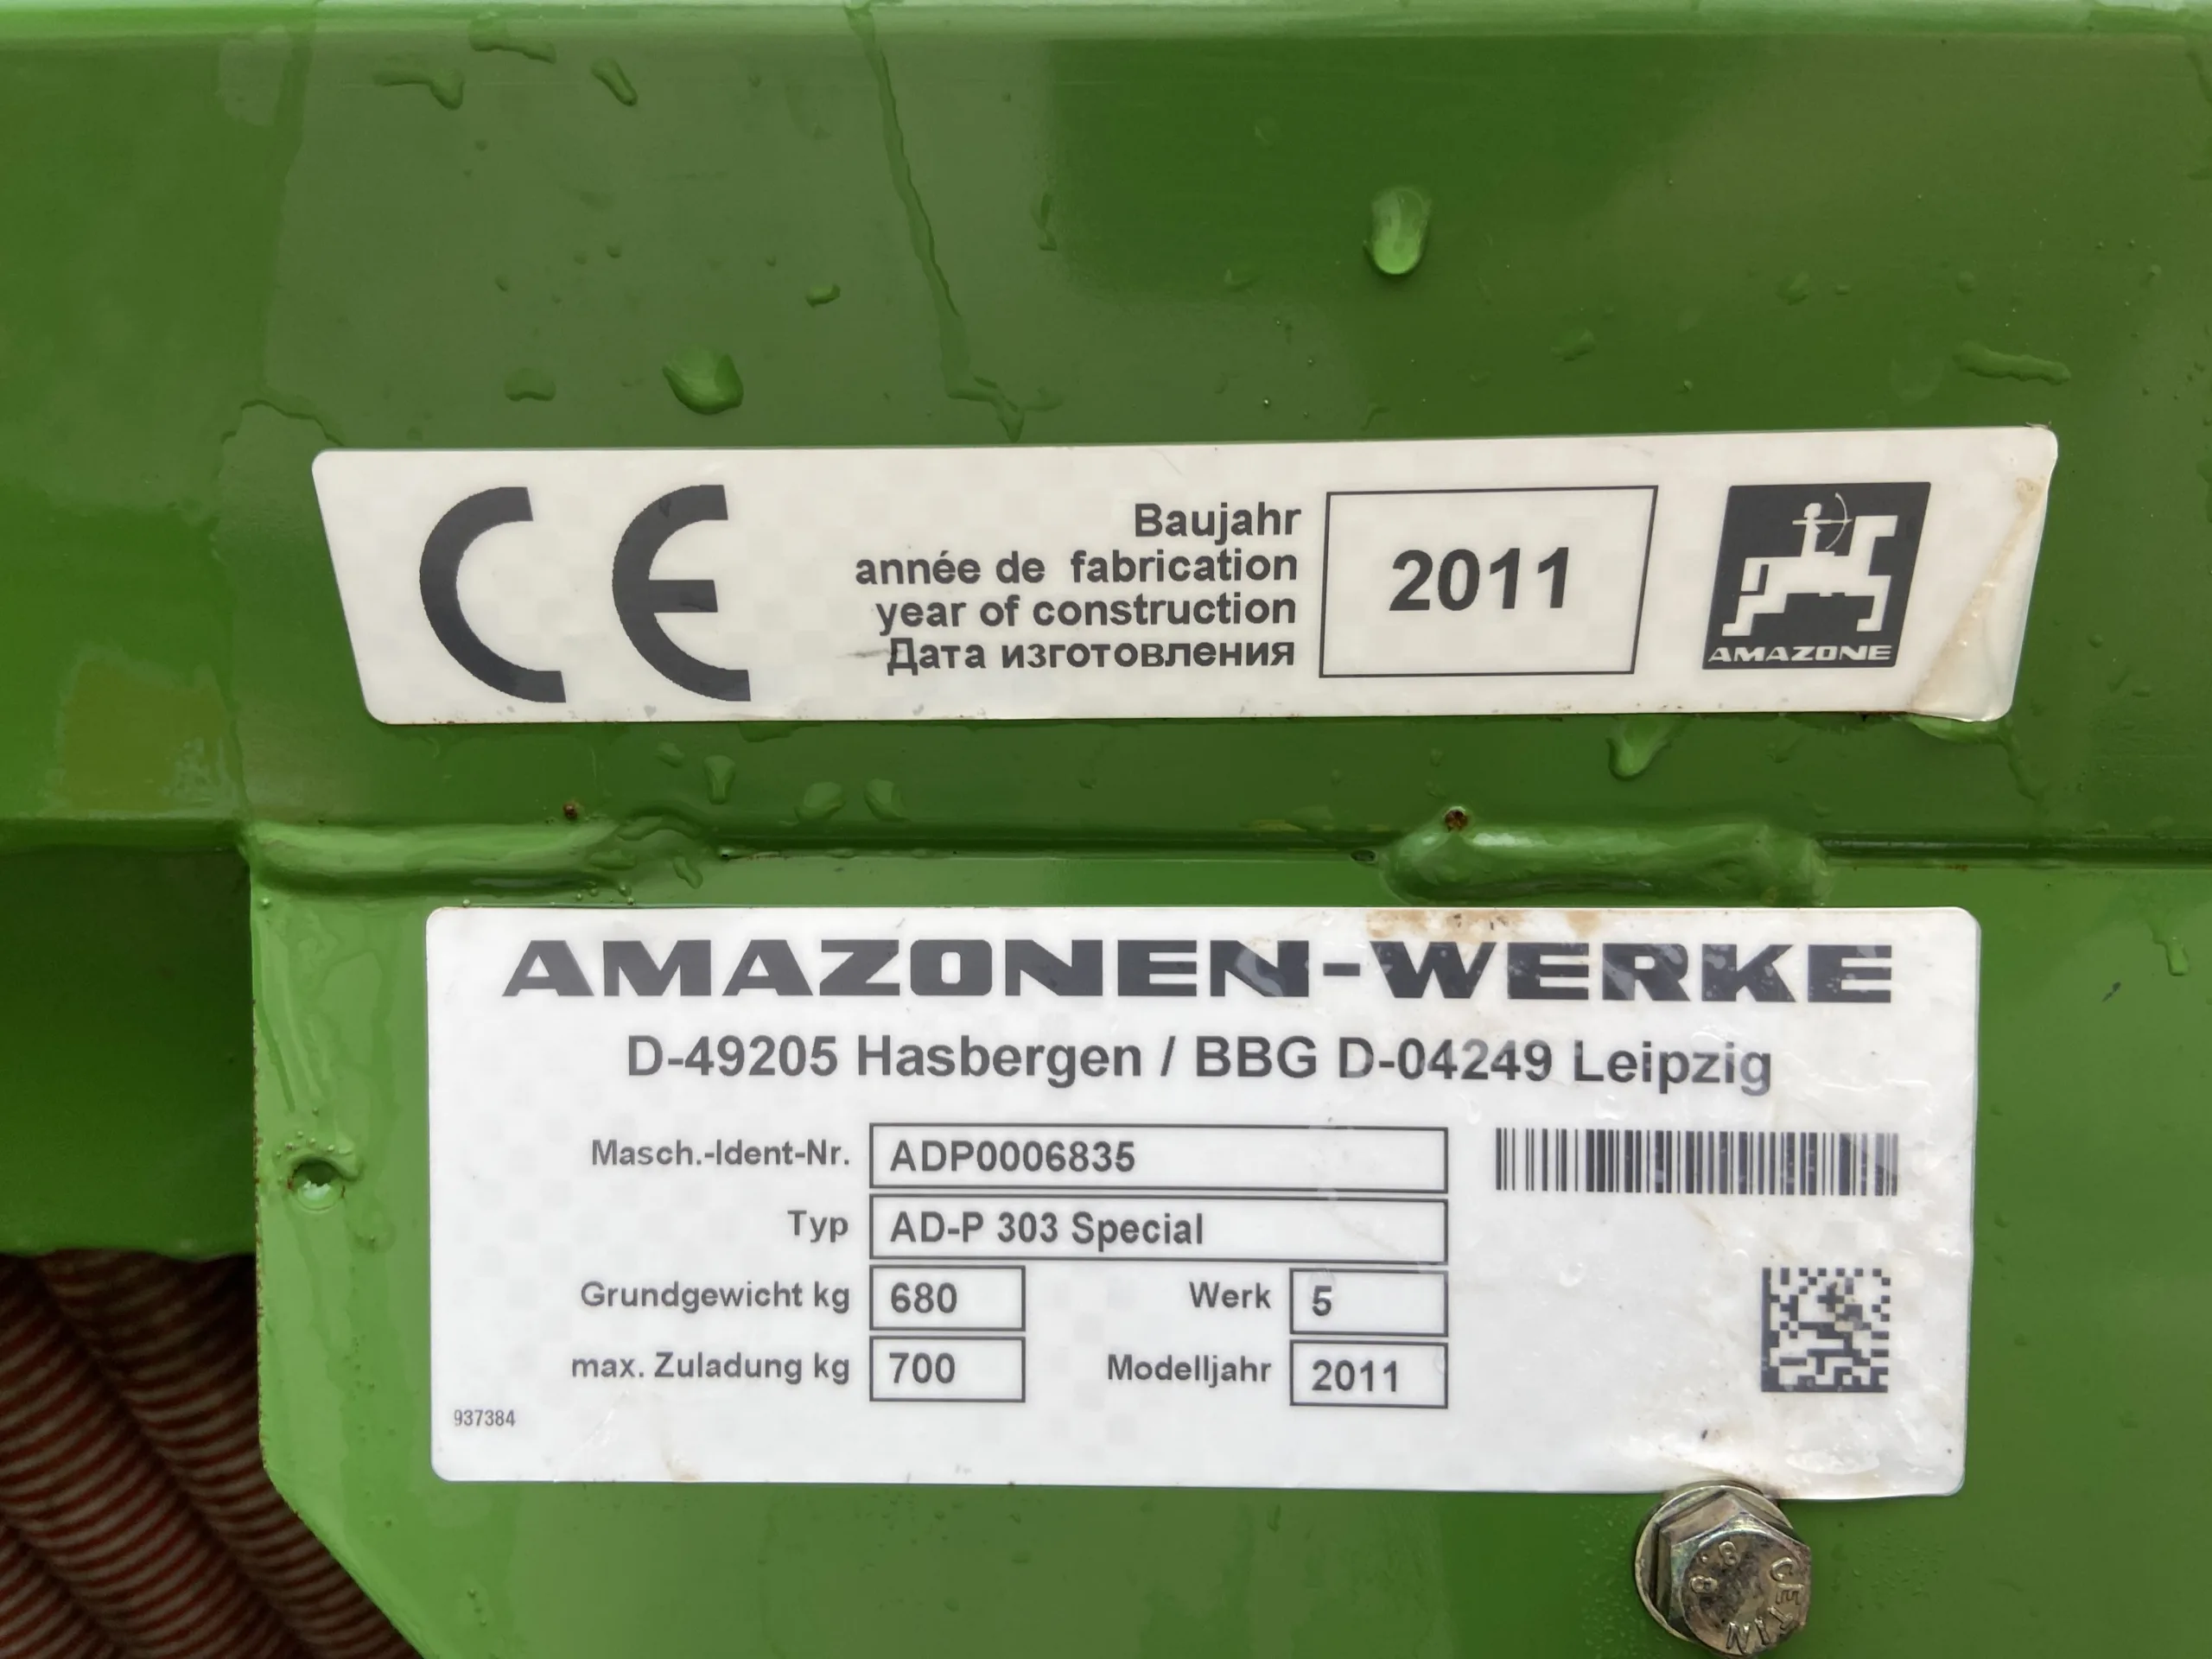 CE
Baujahr
année de fabrication
year of construction
Дата изготовления
2011
AMAZONE
AMAZONEN-WERKE
D-49205 Hasbergen / BBG D-04249 Leipzig
Masch.-Ident-Nr. ADP0006835
Typ AD-P 303 Special
Grundgewicht kg 680 Werk 5
max. Zuladung kg 700 Modelljahr 2011
937384
8.8